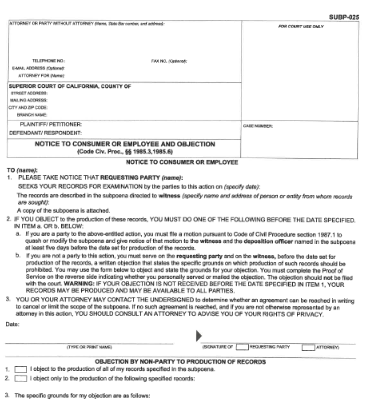 SUBP-025
ATTORNEY OR PARTY WITHOUT ATTORNEY (Name, State Bar number, and address):
FOR COURT USE ONLY
TELEPHONE NO.: FAX NO. (Optional):
E-MAIL ADDRESS (Optional):
ATTORNEY FOR (Name):
SUPERIOR COURT OF CALIFORNIA, COUNTY OF
STREET ADDRESS:
MAILING ADDRESS:
CITY AND ZIP CODE:
BRANCH NAME:
PLAINTIFF/ PETITIONER:
CASE NUMBER:
DEFENDANT/ RESPONDENT:
NOTICE TO CONSUMER OR EMPLOYEE AND OBJECTION
(Code Civ. Proc., §§ 1985.3,1985.6)
NOTICE TO CONSUMER OR EMPLOYEE
TO (name):
1. PLEASE TAKE NOTICE THAT REQUESTING PARTY (name):
SEEKS YOUR RECORDS FOR EXAMINATION by the parties to this action on (specify date):
The records are described in the subpoena directed to witness (specify name and address of person or entity from whom records
are sought):
A copy of the subpoena is attached.
2. IF YOU OBJECT to the production of these records, YOU MUST DO ONE OF THE FOLLOWING BEFORE THE DATE SPECIFIED,
IN ITEM a. OR b. BELOW:
a. If you are a party to the above-entitled action, you must file a motion pursuant to Code of Civil Procedure section 1987.1 to
quash or modify the subpoena and give notice of that motion to the witness and the deposition officer named in the subpoena
at least five days before the date set for production of the records.
b. If you are not a party to this action, you must serve on the requesting party and on the witness, before the date set for
production of the records, a written objection that states the specific grounds on which production of such records should be
prohibited. You may use the form below to object and state the grounds for your objection. You must complete the Proof of
Service on the reverse side indicating whether you personally served or mailed the objection. The objection should not be filed
with the court. WARNING: IF YOUR OBJECTION IS NOT RECEIVED BEFORE THE DATE SPECIFIED IN ITEM 1, YOUR
RECORDS MAY BE PRODUCED AND MAY BE AVAILABLE TO ALL PARTIES.
3. YOU OR YOUR ATTORNEY MAY CONTACT THE UNDERSIGNED to determine whether an agreement can be reached in writing
to cancel or limit the scope of the subpoena. If no such agreement is reached, and if you are not otherwise represented by an
attorney in this action, YOU SHOULD CONSULT AN ATTORNEY TO ADVISE YOU OF YOUR RIGHTS OF PRIVACY.
Date:
(TYPE OR PRINT NAME) (SIGNATURE OF REQUESTING PARTY ATTORNEY)
OBJECTION BY NON-PARTY TO PRODUCTION OF RECORDS
1. I object to the production of all of my records specified in the subpoena.
2. I object only to the production of the following specified records:
3. The specific grounds for my objection are as follows: